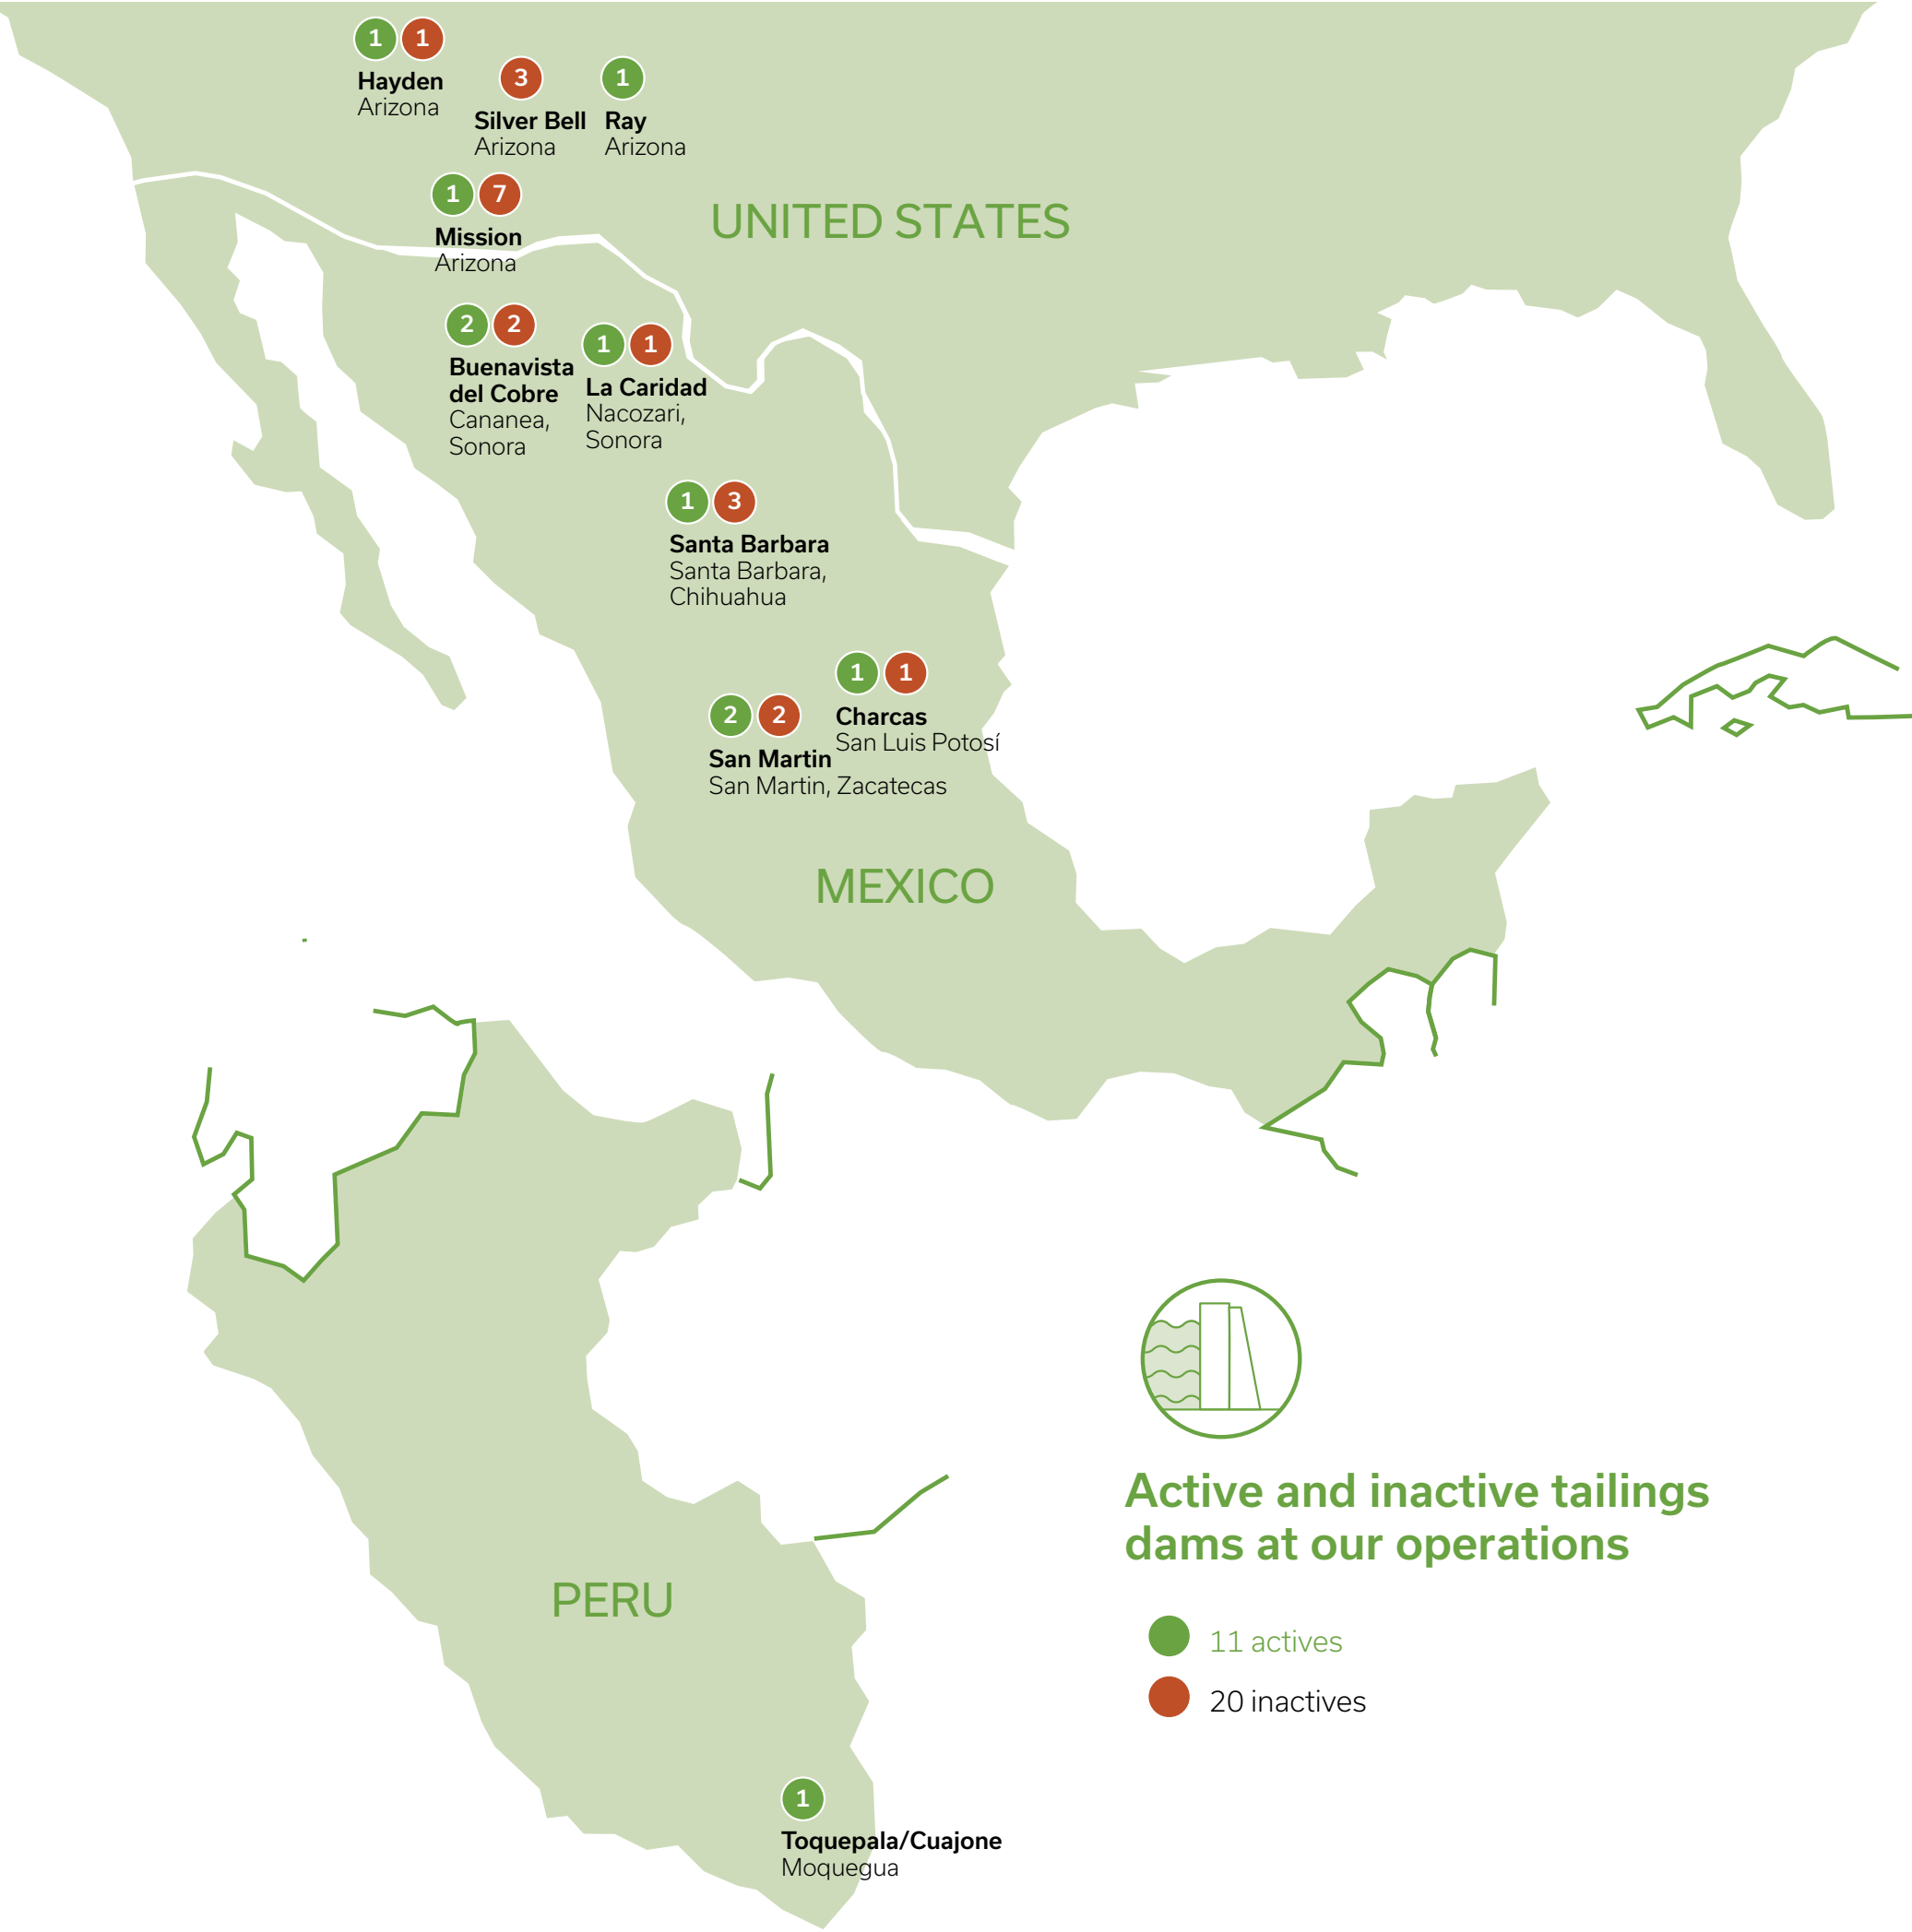 1 1
Hayden
Arizona
3
Silver Bell
Arizona
1
Ray
Arizona
1 7
Mission
Arizona
UNITED STATES
2 2
Buenavista
del Cobre
Cananea,
Sonora
1 1
La Caridad
Nacozari,
Sonora
1 3
Santa Barbara
Santa Barbara,
Chihuahua
1 1
Charcas
San Luis Potosí
2 2
San Martin
San Martin, Zacatecas
MEXICO
PERU
1
Toquepala/Cuajone
Moquegua
Active and inactive tailings
dams at our operations
11 actives
20 inactives